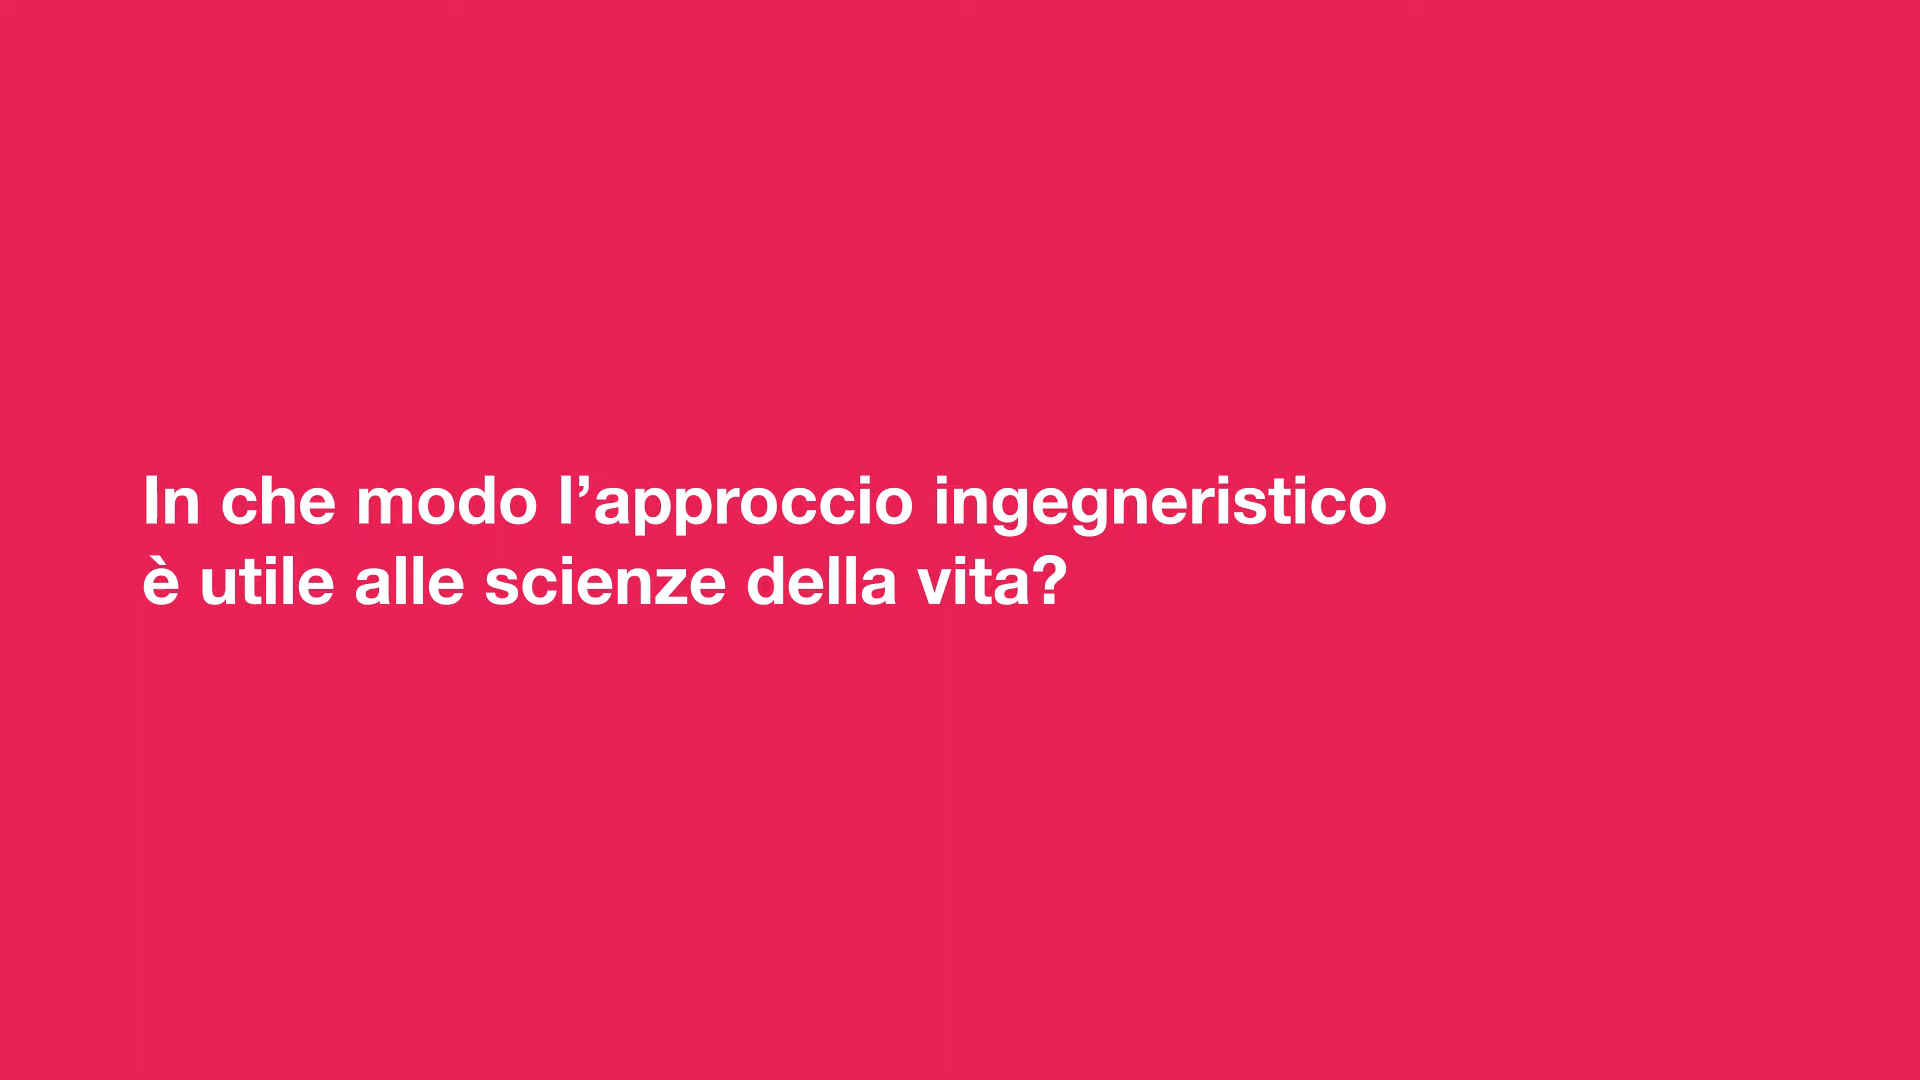 In che modo l’approccio ingegneristico
è utile alle scienze della vita?